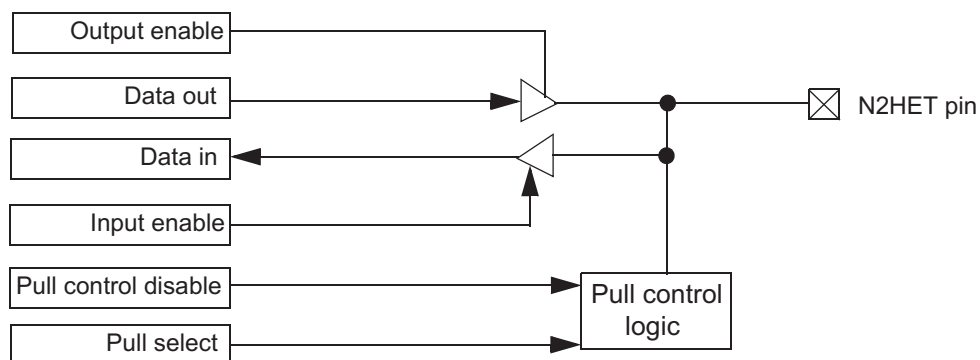 Output enable
Data out
N2HET pin
Data in
Input enable
Pull control disable
Pull control
logic
Pull select